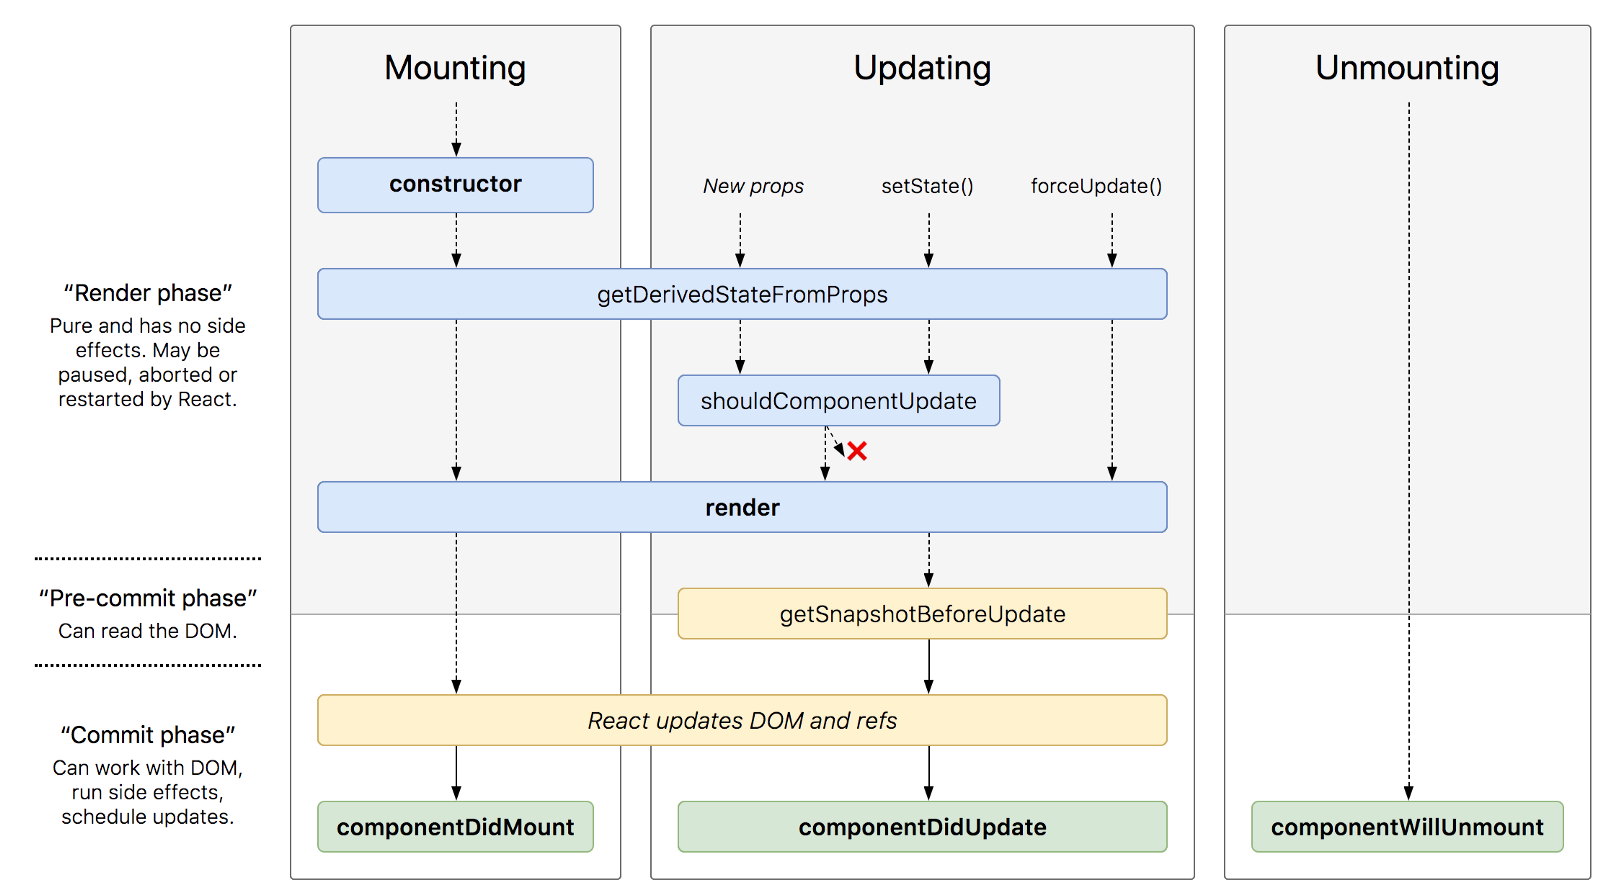 Mounting
Updating
Unmounting
constructor
New props
setState()
forceUpdate()
“Render phase”
Pure and has no side
effects. May be
paused, aborted or
restarted by React.
getDerivedStateFromProps
shouldComponentUpdate
render
“Pre-commit phase”
Can read the DOM.
getSnapshotBeforeUpdate
“Commit phase”
Can work with DOM,
run side effects,
schedule updates.
React updates DOM and refs
componentDidMount
componentDidUpdate
componentWillUnmount